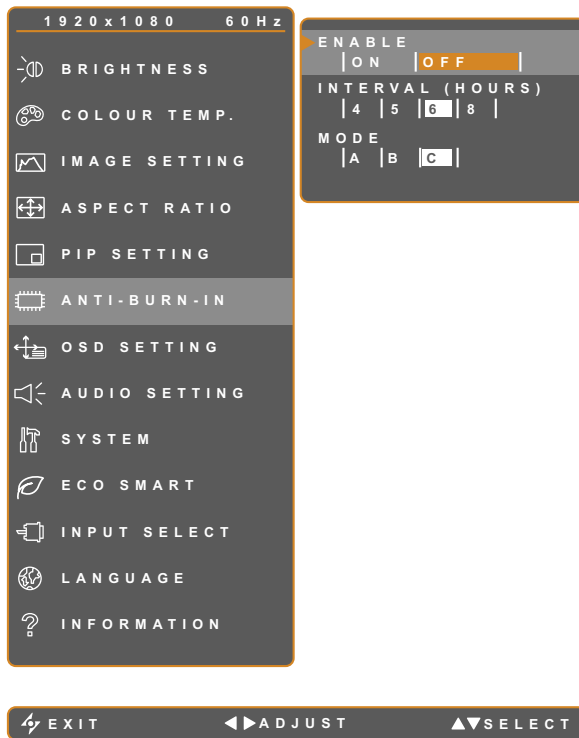 1920x1080 60Hz
BRIGHTNESS
COLOUR TEMP.
IMAGE SETTING
ASPECT RATIO
PIP SETTING
ANTI-BURN-IN
OSD SETTING
AUDIO SETTING
SYSTEM
ECO SMART
INPUT SELECT
LANGUAGE
INFORMATION
ENABLE
ON OFF
INTERVAL (HOURS)
4 5 6 8
MODE
A B C
EXIT ADJUST SELECT